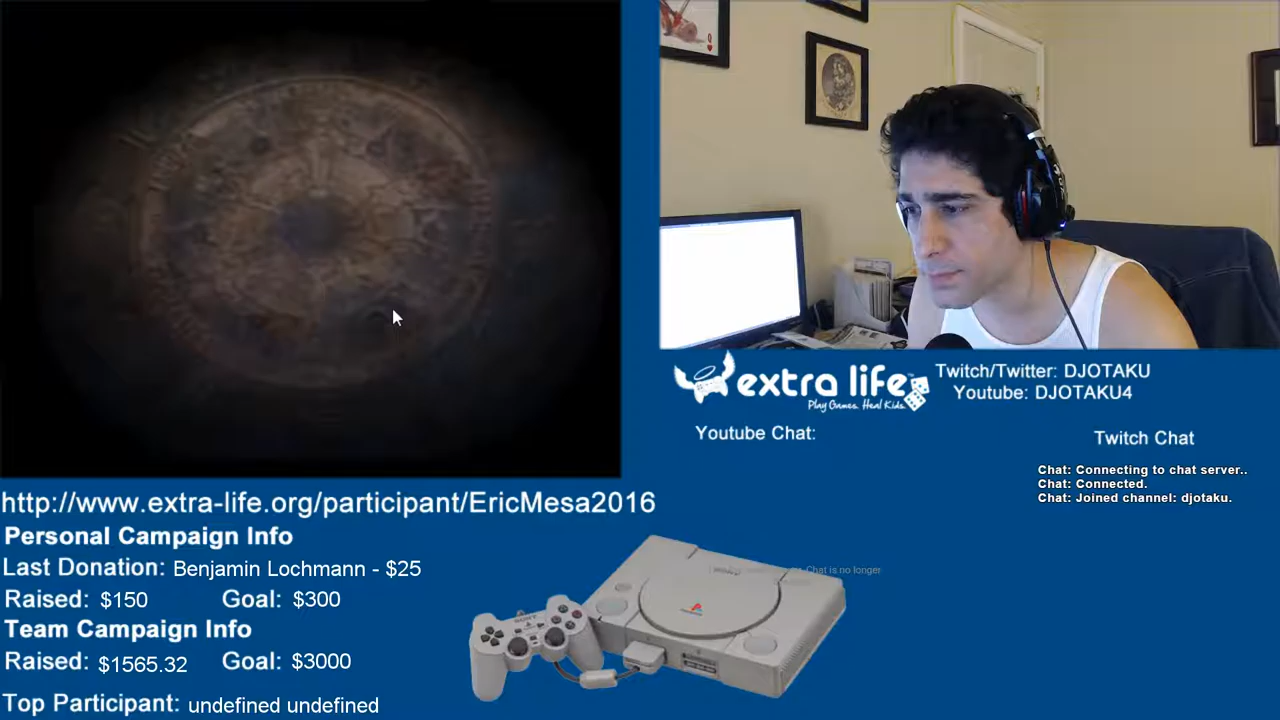 extra life
Play Games. Heal Kids.
Twitch/Twitter: DJOTAKU
Youtube: DJOTAKU4
Youtube Chat:
Twitch Chat
Chat: Connecting to chat server..
Chat: Connected.
Chat: Joined channel: djotaku.
http://www.extra-life.org/participant/EricMesa2016
Personal Campaign Info
Last Donation: Benjamin Lochmann - $25
Raised: $150 Goal: $300
Team Campaign Info
Raised: $1565.32 Goal: $3000
Top Participant: undefined undefined
Chat is no longer
SONY